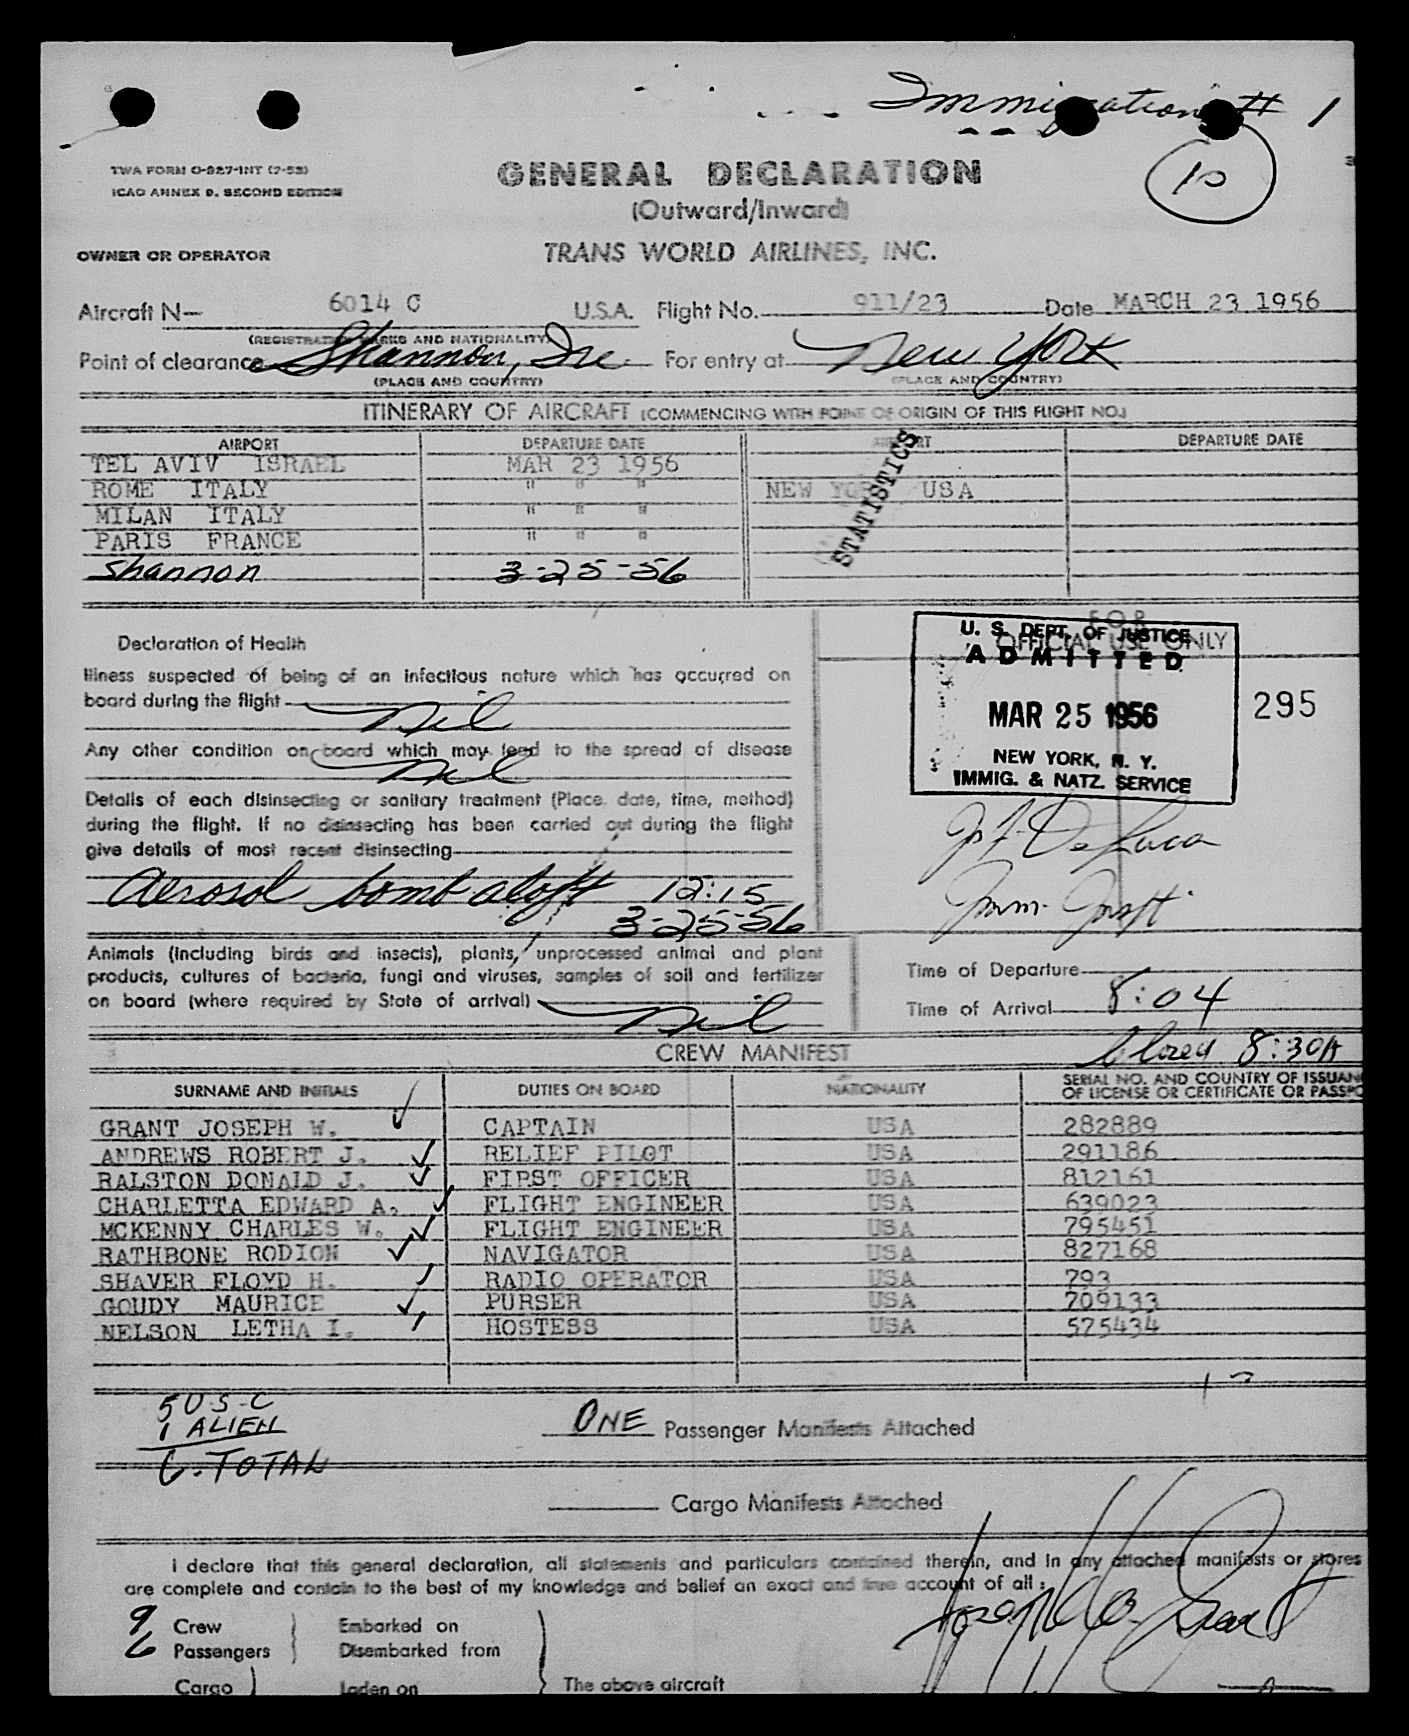 Immigration # 1
10
TWA FORM O-927-INT (7-53)
ICAO ANNEX 9, SECOND EDITION
GENERAL DECLARATION
(Outward/Inward)
OWNER OR OPERATOR
TRANS WORLD AIRLINES, INC.
Aircraft N— 6014 C U.S.A. Flight No. 911/23 Date MARCH 23 1956
(REGISTRATION MARKS AND NATIONALITY)
Point of clearance Shannon, Ire. For entry at New York
(PLACE AND COUNTRY) (PLACE AND COUNTRY)
ITINERARY OF AIRCRAFT (COMMENCING WITH POINT OF ORIGIN OF THIS FLIGHT NO.)
AIRPORT DEPARTURE DATE AIRPORT DEPARTURE DATE
TEL AVIV ISRAEL MAR 23 1956
ROME ITALY " " " NEW YORK USA
MILAN ITALY " " "
PARIS FRANCE " " "
Shannon 3-25-56
STATISTICS
Declaration of Health
FOR
OFFICIAL USE ONLY
Illness suspected of being of an infectious nature which has occurred on
board during the flight nil
Any other condition on board which may lead to the spread of disease
nil
Details of each disinsecting or sanitary treatment (Place, date, time, method)
during the flight. If no disinsecting has been carried out during the flight
give details of most recent disinsecting
Aerosol bomb aloft 12:15
3-25-56
U. S. DEPT. OF JUSTICE
ADMITTED
MAR 25 1956
NEW YORK, N. Y.
IMMIG. & NATZ. SERVICE
295
J. F. DeLuca
Imm. Insp
Animals (including birds and insects), plants, unprocessed animal and plant
products, cultures of bacteria, fungi and viruses, samples of soil and fertilizer
on board (where required by State of arrival) nil
Time of Departure
Time of Arrival 8:04
Closed 8:30A
CREW MANIFEST
SURNAME AND INITIALS DUTIES ON BOARD NATIONALITY SERIAL NO. AND COUNTRY OF ISSUAN
OF LICENSE OR CERTIFICATE OR PASSPO
GRANT JOSEPH W. CAPTAIN USA 282889
ANDREWS ROBERT J. RELIEF PILOT USA 291186
RALSTON DONALD J. FIRST OFFICER USA 812161
CHARLETTA EDWARD A. FLIGHT ENGINEER USA 639023
MCKENNY CHARLES W. FLIGHT ENGINEER USA 795451
RATHBONE RODION NAVIGATOR USA 827168
SHAVER FLOYD H. RADIO OPERATOR USA 793
GOUDY MAURICE PURSER USA 709133
NELSON LETHA I. HOSTESS USA 575434
5 U-S-C
1 ALIEN
6. TOTAL
ONE Passenger Manifests Attached
Cargo Manifests Attached
I declare that this general declaration, all statements and particulars contained therein, and in any attached manifests or stores
are complete and contain to the best of my knowledge and belief an exact and true account of all:
Joseph W. Grant
9 Crew Embarked on
6 Passengers Disembarked from
Cargo Laden on The above aircraft